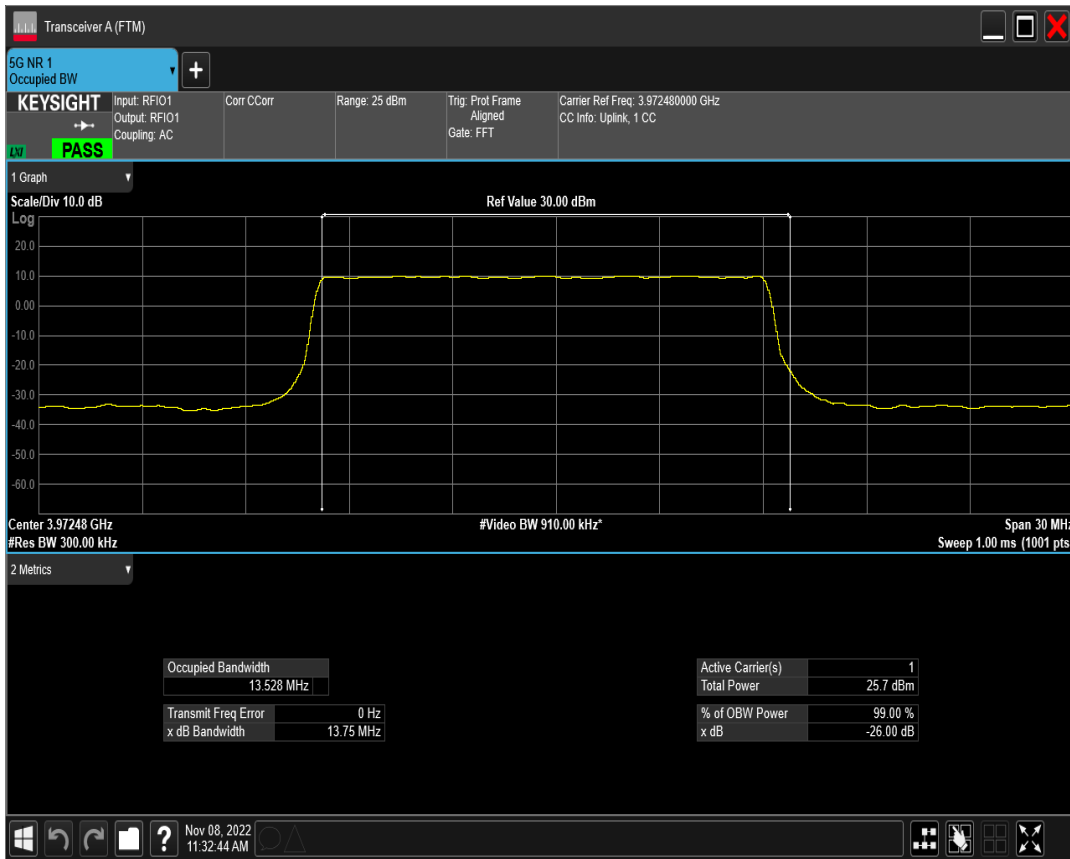 Transceiver A (FTM)
5G NR 1
Occupied BW
+
KEYSIGHT
Input: RFIO1
Output: RFIO1
Coupling: AC
Corr CCorr
Range: 25 dBm
Trig: Prot Frame
Aligned
Gate: FFT
Carrier Ref Freq: 3.972480000 GHz
CC Info: Uplink, 1 CC
LXI
PASS
1 Graph
Scale/Div 10.0 dB
Ref Value 30.00 dBm
Log
20.0
10.0
0.00
-10.0
-20.0
-30.0
-40.0
-50.0
-60.0
Center 3.97248 GHz
#Video BW 910.00 kHz*
Span 30 MHz
#Res BW 300.00 kHz
Sweep 1.00 ms (1001 pts
2 Metrics
Occupied Bandwidth
13.528 MHz
Transmit Freq Error 0 Hz
x dB Bandwidth 13.75 MHz
Active Carrier(s) 1
Total Power 25.7 dBm
% of OBW Power 99.00 %
x dB -26.00 dB
?
Nov 08, 2022
11:32:44 AM